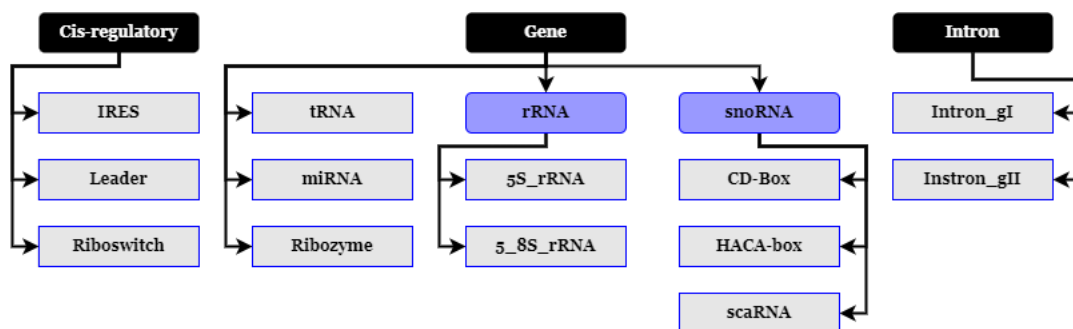 Cis-regulatory
Gene
Intron
IRES
tRNA
rRNA
snoRNA
Intron_gI
Leader
miRNA
5S_rRNA
CD-Box
Instron_gII
Riboswitch
Ribozyme
5_8S_rRNA
HACA-box
scaRNA